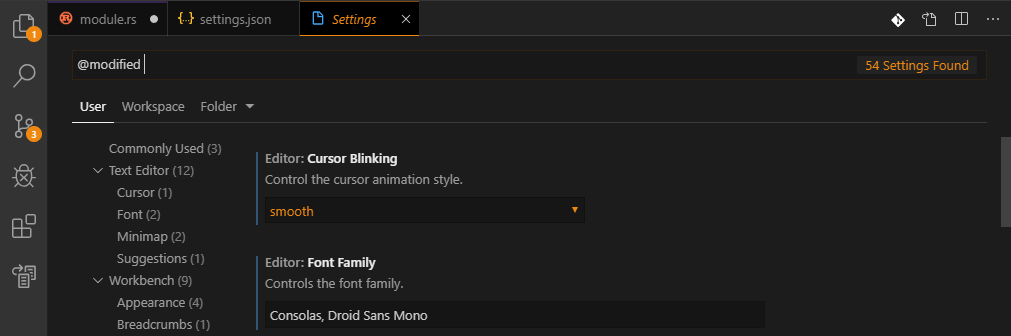 module.rs
settings.json
Settings
1
@modified
54 Settings Found
User Workspace Folder
3
Commonly Used (3)
Text Editor (12)
Cursor (1)
Font (2)
Minimap (2)
Suggestions (1)
Workbench (9)
Appearance (4)
Breadcrumbs (1)
Editor: Cursor Blinking
Control the cursor animation style.
smooth
Editor: Font Family
Controls the font family.
Consolas, Droid Sans Mono